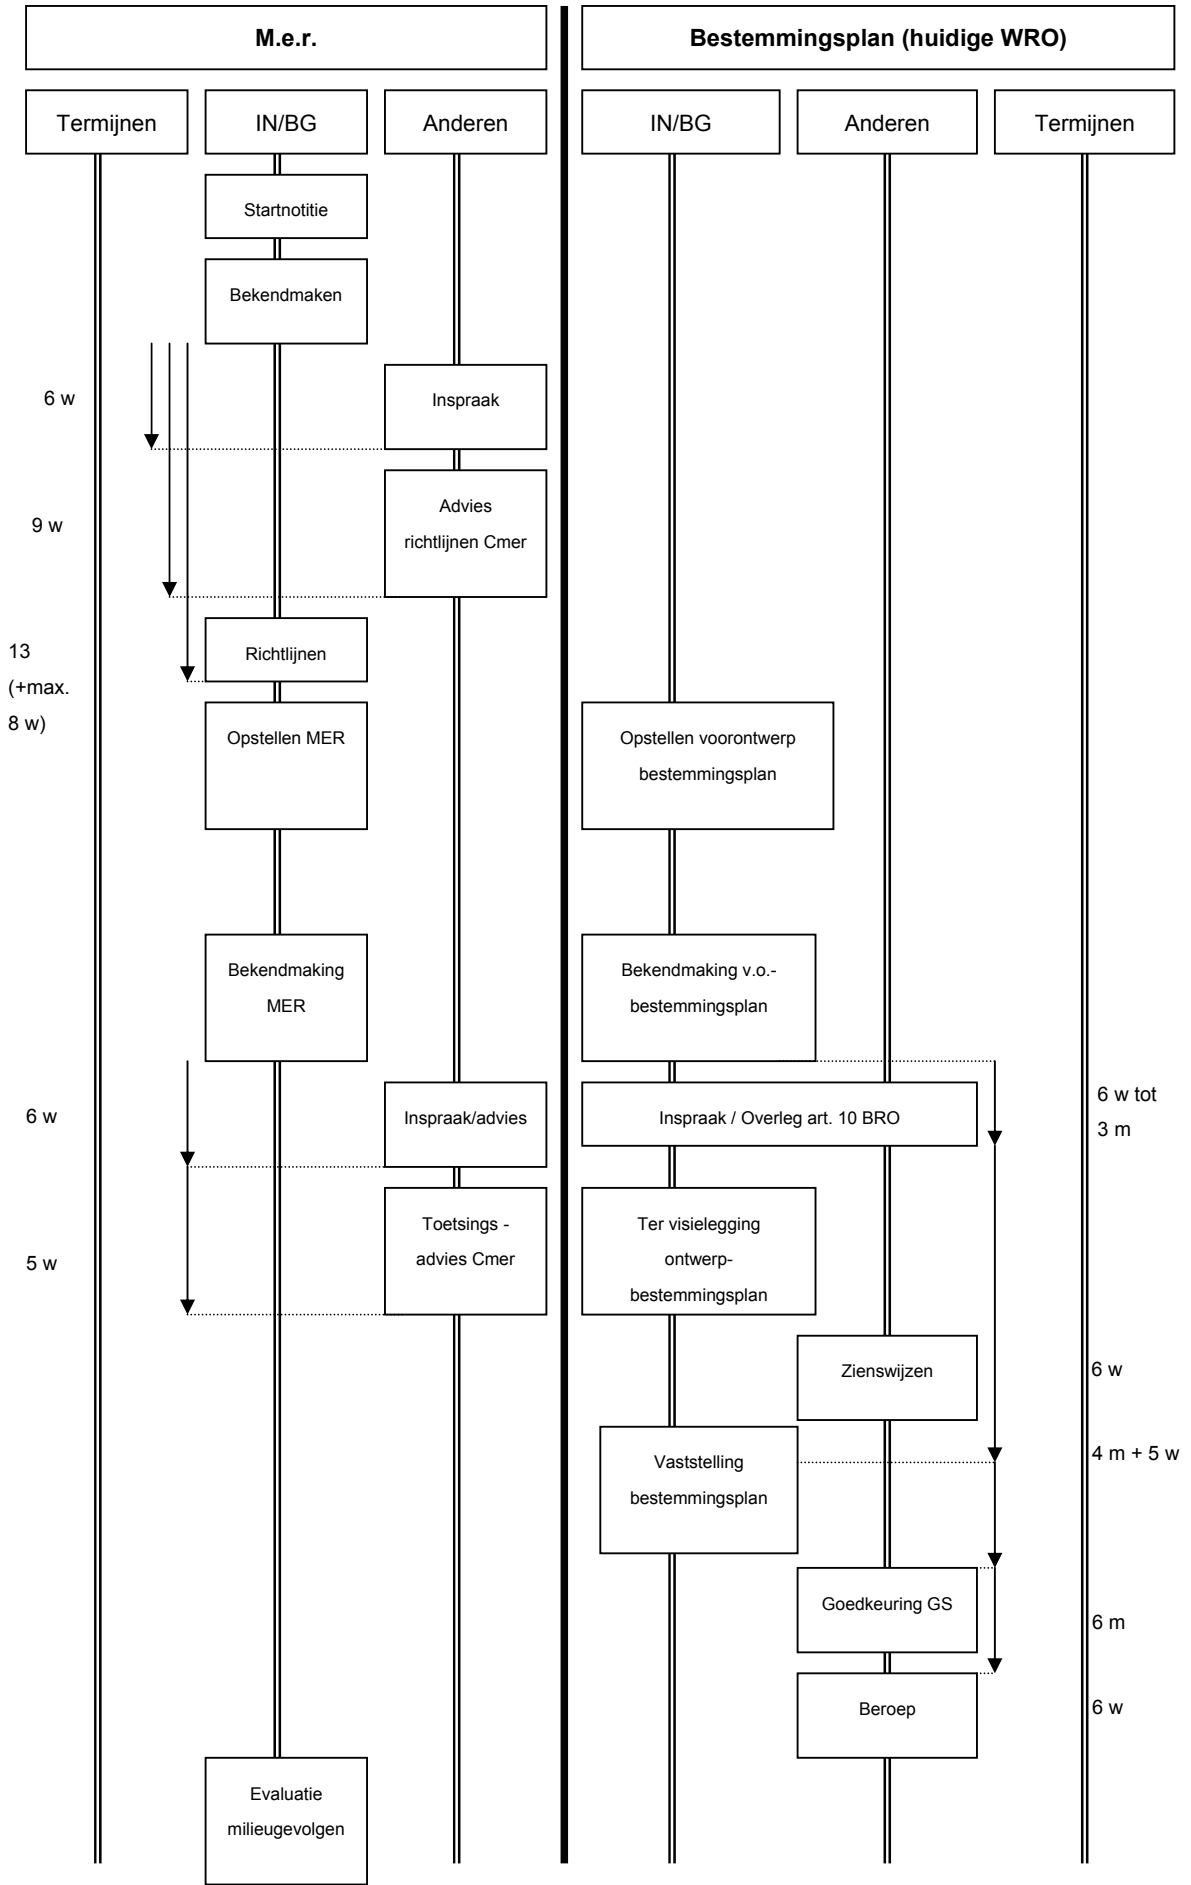 M.e.r.
Bestemmingsplan (huidige WRO)
Termijnen
IN/BG
Anderen
IN/BG
Anderen
Termijnen
Startnotitie
Bekendmaken
6 w
Inspraak
9 w
Advies
richtlijnen Cmer
13
(+max.
8 w)
Richtlijnen
Opstellen MER
Opstellen voorontwerp
bestemmingsplan
Bekendmaking
MER
Bekendmaking v.o.-
bestemmingsplan
6 w
Inspraak/advies
Inspraak / Overleg art. 10 BRO
6 w tot
3 m
5 w
Toetsings -
advies Cmer
Ter visielegging
ontwerp-
bestemmingsplan
Zienswijzen
6 w
Vaststelling
bestemmingsplan
4 m + 5 w
Goedkeuring GS
6 m
Beroep
6 w
Evaluatie
milieugevolgen